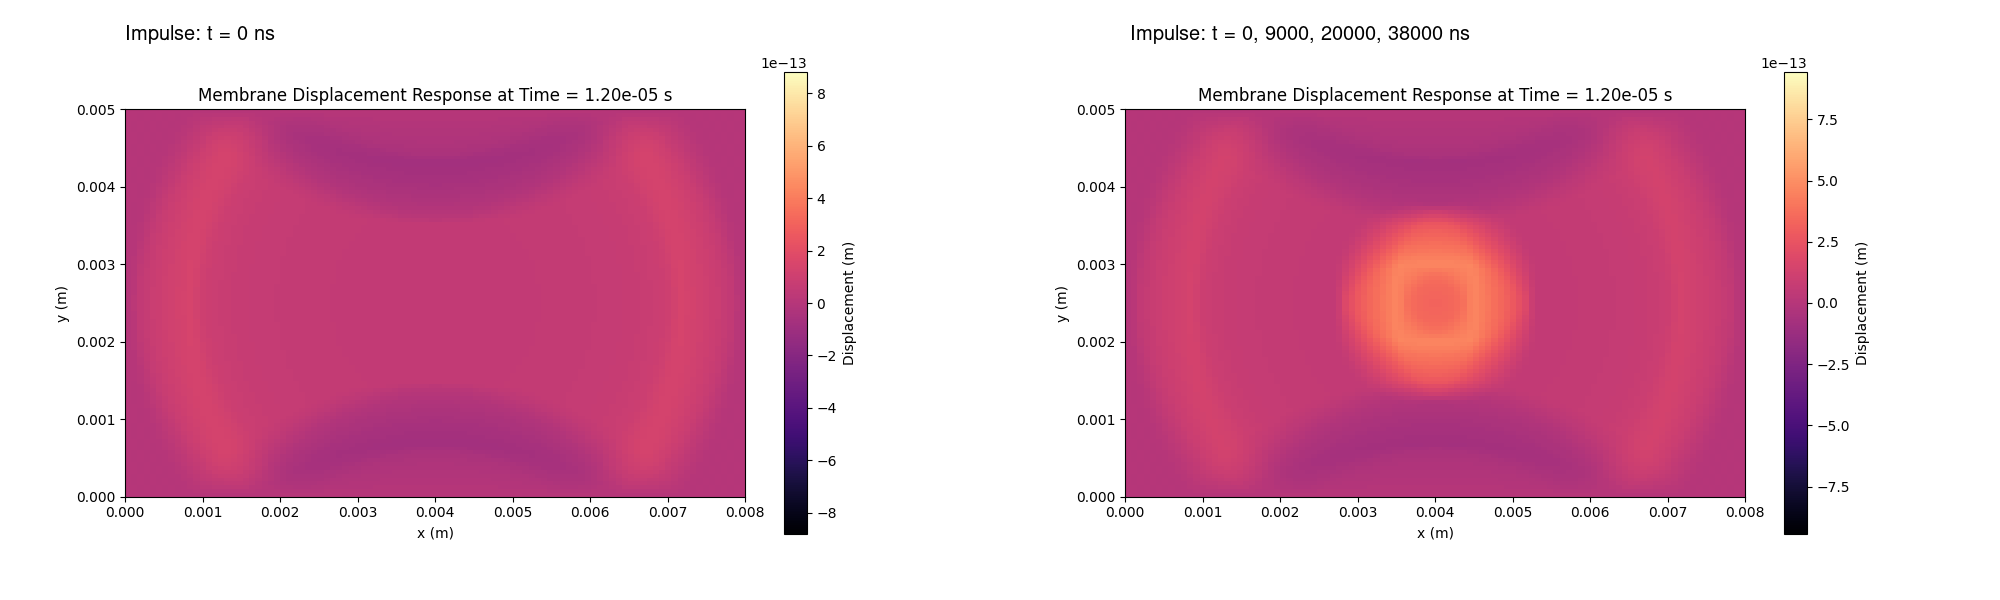 Impulse: t = 0 ns
1e−13
Membrane Displacement Response at Time = 1.20e-05 s
0.005
0.004
0.003
0.002
0.001
0.000
y (m)
0.000 0.001 0.002 0.003 0.004 0.005 0.006 0.007 0.008
x (m)
8
6
4
2
0
−2
−4
−6
−8
Displacement (m)
Impulse: t = 0, 9000, 20000, 38000 ns
1e−13
Membrane Displacement Response at Time = 1.20e-05 s
0.005
0.004
0.003
0.002
0.001
0.000
y (m)
0.000 0.001 0.002 0.003 0.004 0.005 0.006 0.007 0.008
x (m)
7.5
5.0
2.5
0.0
−2.5
−5.0
−7.5
Displacement (m)